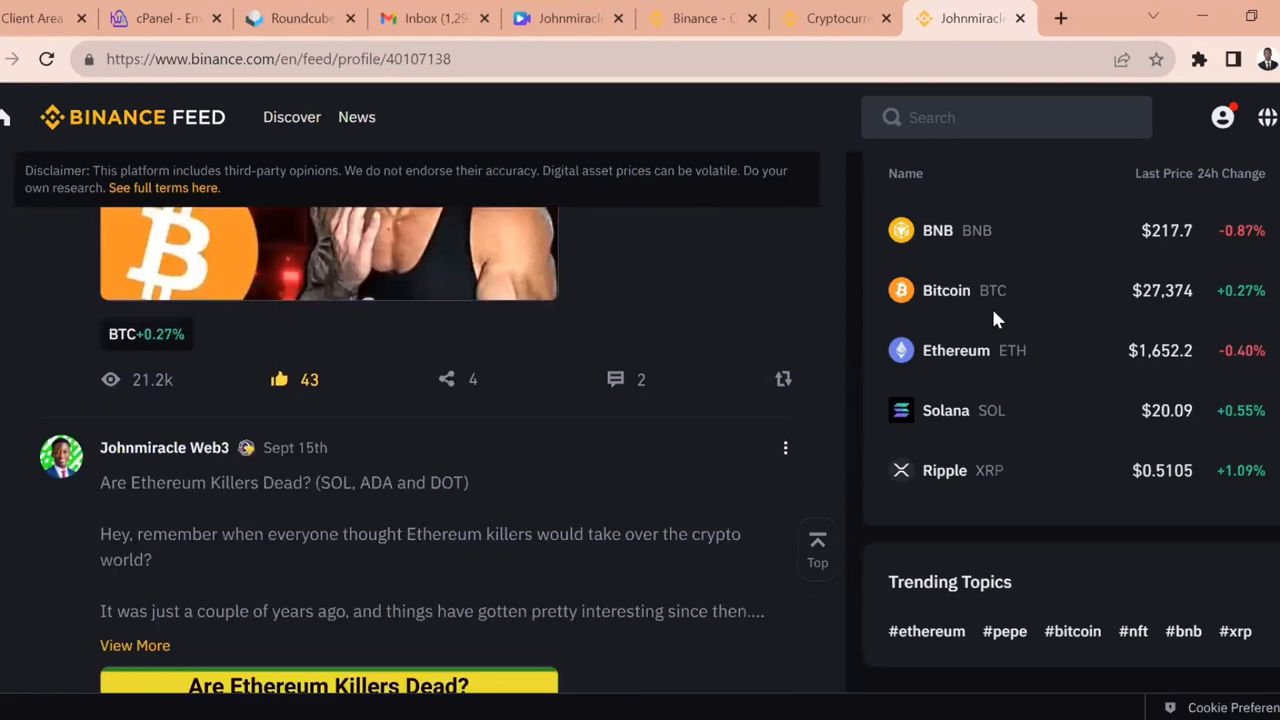 Client Area
cPanel - Em
Roundcube
Inbox (1,29
Johnmiracl
Binance - C
Cryptocurr
Johnmiracle
https://www.binance.com/en/feed/profile/40107138
BINANCE FEED
Discover
News
Search
Disclaimer: This platform includes third-party opinions. We do not endorse their accuracy. Digital asset prices can be volatile. Do your
own research. See full terms here.
BTC+0.27%
21.2k
43
4
2
Johnmiracle Web3 Sept 15th
Are Ethereum Killers Dead? (SOL, ADA and DOT)
Hey, remember when everyone thought Ethereum killers would take over the crypto
world?
It was just a couple of years ago, and things have gotten pretty interesting since then....
View More
Are Ethereum Killers Dead?
Top
Name Last Price 24h Change
BNB BNB $217.7 -0.87%
Bitcoin BTC $27,374 +0.27%
Ethereum ETH $1,652.2 -0.40%
Solana SOL $20.09 +0.55%
Ripple XRP $0.5105 +1.09%
Trending Topics
#ethereum #pepe #bitcoin #nft #bnb #xrp
Cookie Preferen